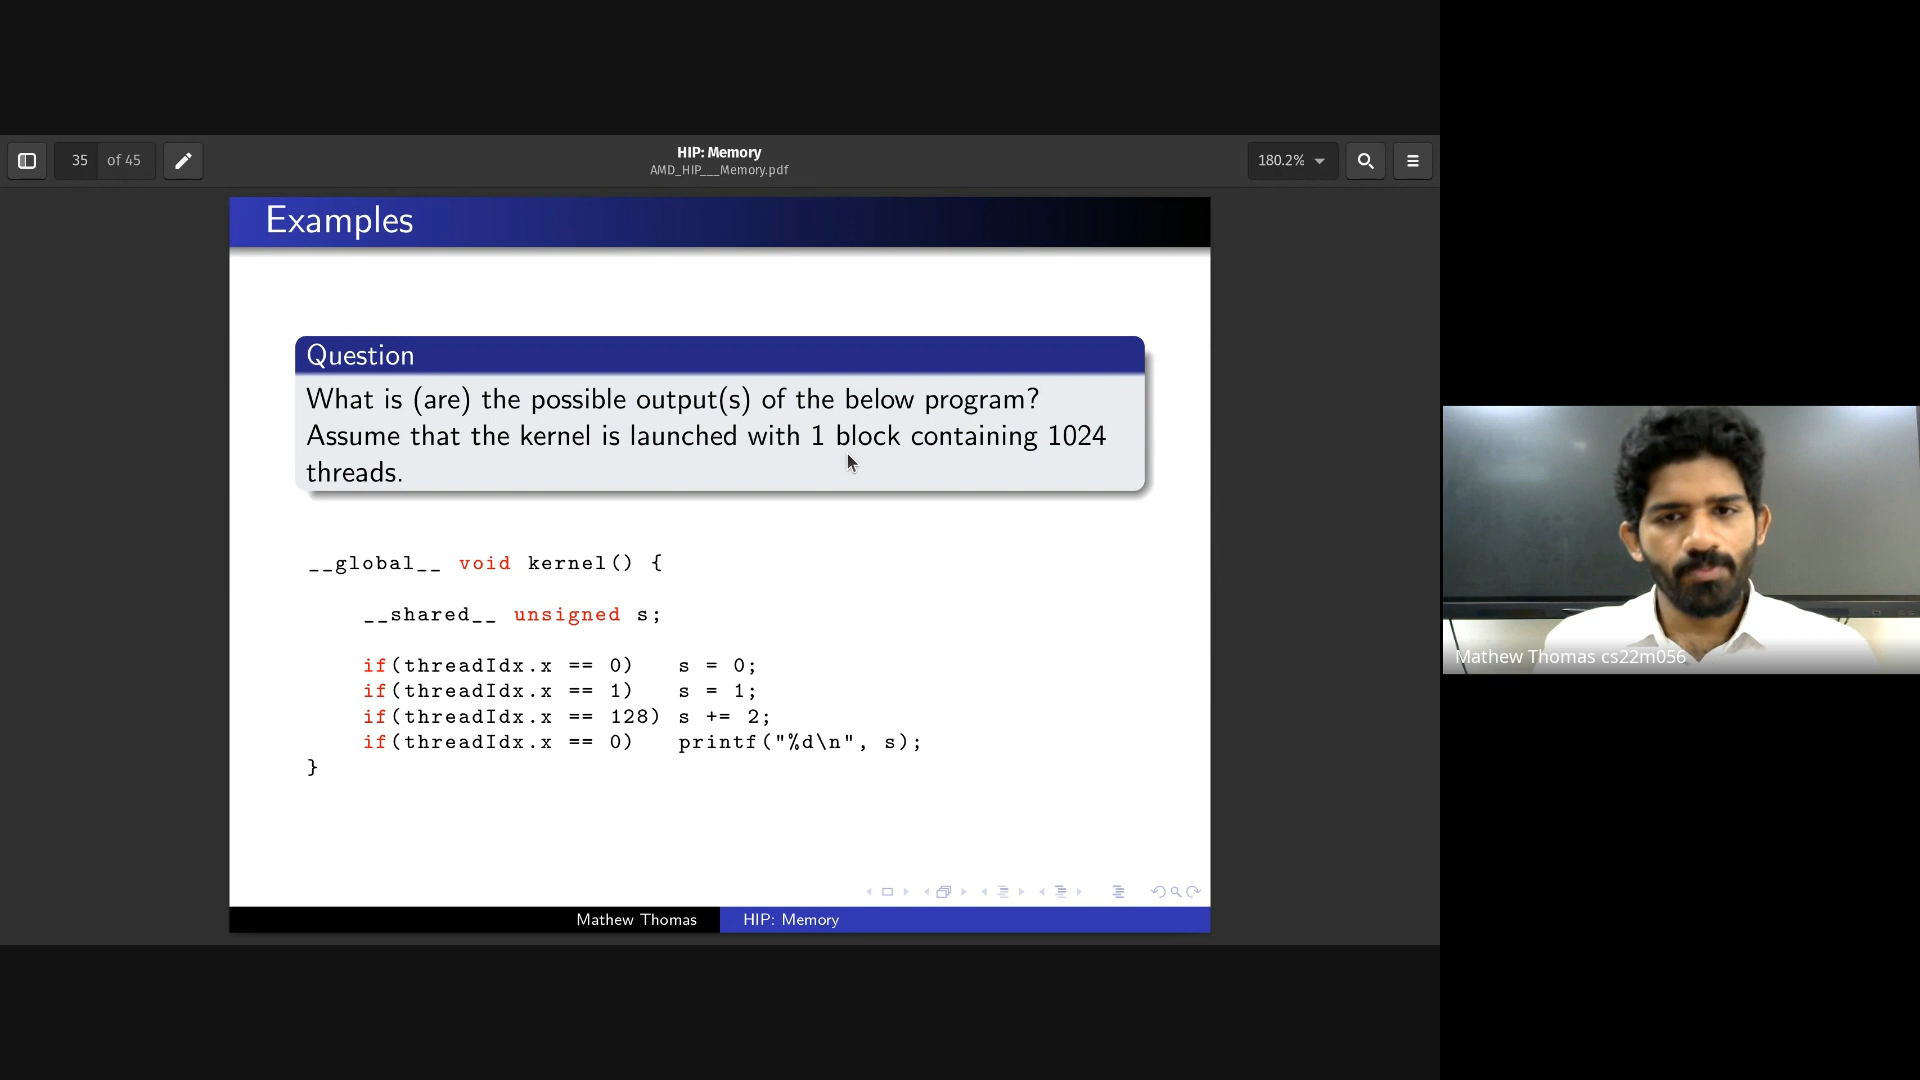 35 of 45
HIP: Memory
AMD_HIP___Memory.pdf
180.2%
Examples
Question
What is (are) the possible output(s) of the below program?
Assume that the kernel is launched with 1 block containing 1024
threads.
__global__ void kernel() {
__shared__ unsigned s;
if(threadIdx.x == 0) s = 0;
if(threadIdx.x == 1) s = 1;
if(threadIdx.x == 128) s += 2;
if(threadIdx.x == 0) printf("%d\n", s);
}
Mathew Thomas HIP: Memory
Mathew Thomas cs22m056